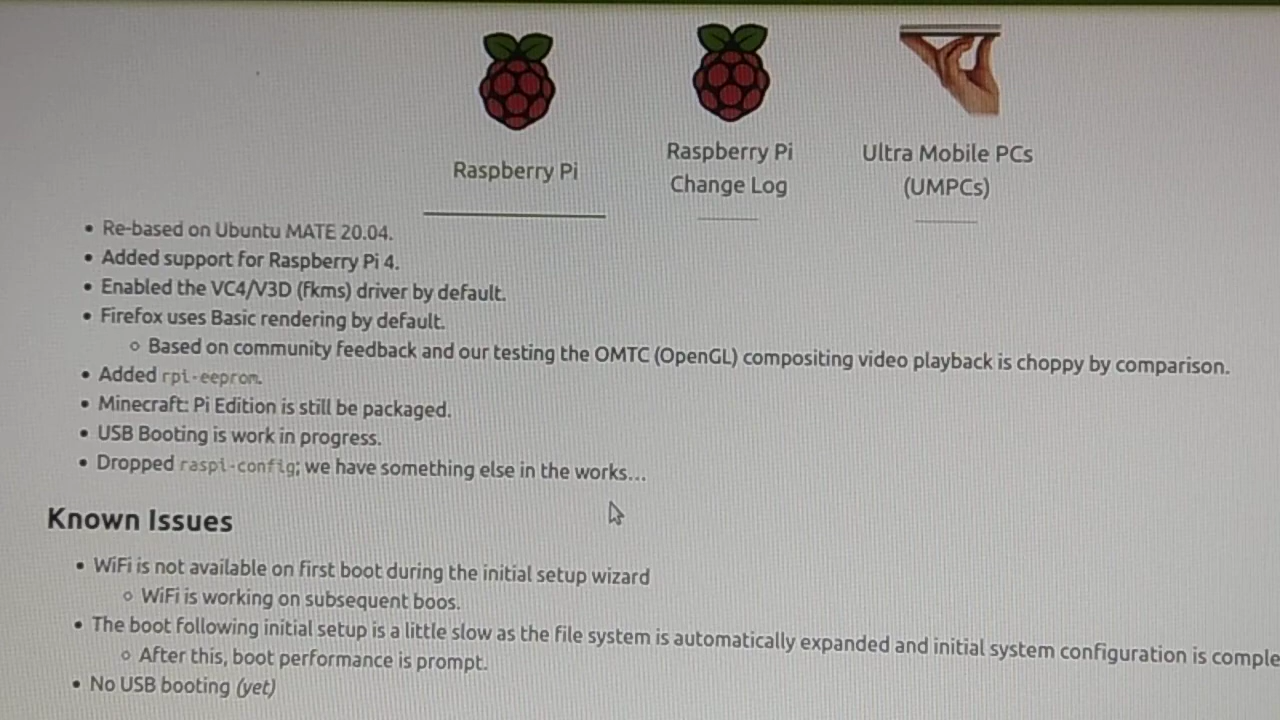 Raspberry Pi
Raspberry Pi
Change Log
Ultra Mobile PCs
(UMPCs)
• Re-based on Ubuntu MATE 20.04.
• Added support for Raspberry Pi 4.
• Enabled the VC4/V3D (fkms) driver by default.
• Firefox uses Basic rendering by default.
◦ Based on community feedback and our testing the OMTC (OpenGL) compositing video playback is choppy by comparison.
• Added rpi-eeprom.
• Minecraft: Pi Edition is still be packaged.
• USB Booting is work in progress.
• Dropped raspi-config; we have something else in the works...
Known Issues
• WiFi is not available on first boot during the initial setup wizard
◦ WiFi is working on subsequent boos.
• The boot following initial setup is a little slow as the file system is automatically expanded and initial system configuration is comple
◦ After this, boot performance is prompt.
• No USB booting (yet)